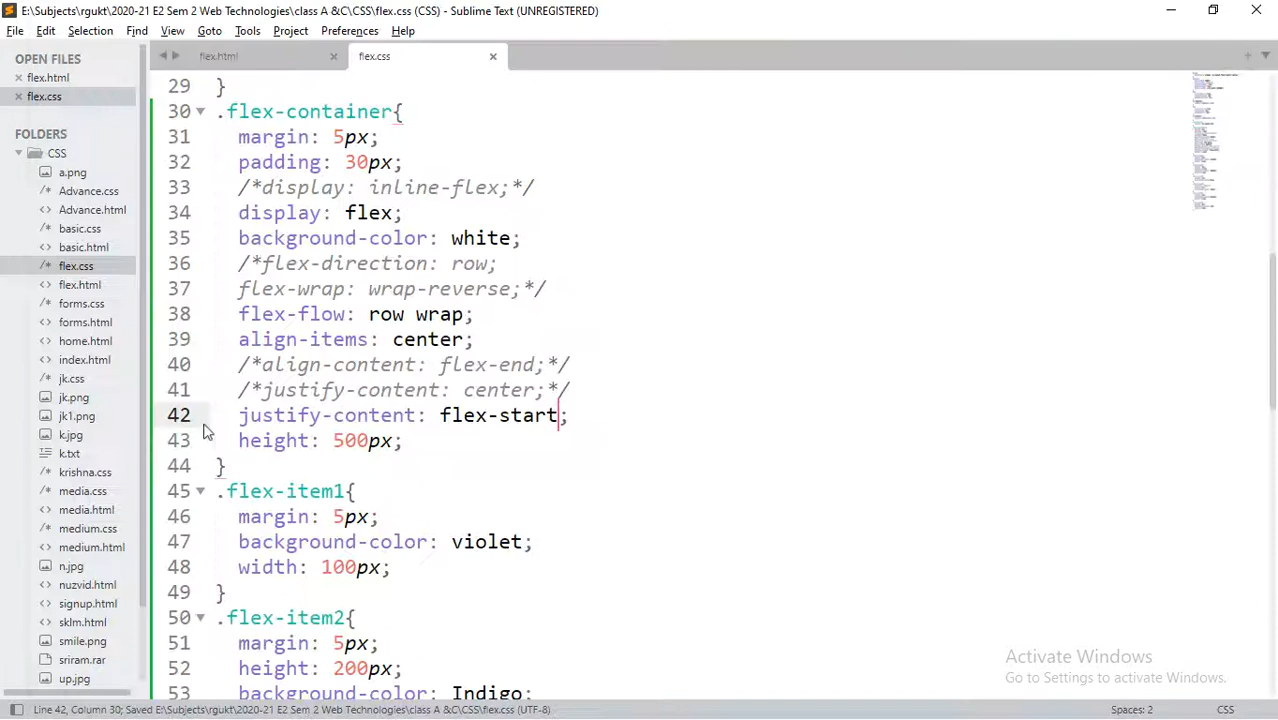 E:\Subjects\rgukt\2020-21 E2 Sem 2 Web Technologies\class A &C\CSS\flex.css (CSS) - Sublime Text (UNREGISTERED)
File Edit Selection Find View Goto Tools Project Preferences Help
OPEN FILES
flex.html
flex.css
FOLDERS
CSS
a.png
Advance.css
Advance.html
basic.css
basic.html
flex.css
flex.html
forms.css
forms.html
home.html
index.html
jk.css
jk.png
jk1.png
k.jpg
k.txt
krishna.css
media.css
media.html
medium.css
medium.html
n.jpg
nuzvid.html
signup.html
sklm.html
smile.png
sriram.rar
up.jpg
flex.html flex.css
29 }
30 .flex-container{
31 margin: 5px;
32 padding: 30px;
33 /*display: inline-flex;*/
34 display: flex;
35 background-color: white;
36 /*flex-direction: row;
37 flex-wrap: wrap-reverse;*/
38 flex-flow: row wrap;
39 align-items: center;
40 /*align-content: flex-end;*/
41 /*justify-content: center;*/
42 justify-content: flex-start;
43 height: 500px;
44 }
45 .flex-item1{
46 margin: 5px;
47 background-color: violet;
48 width: 100px;
49 }
50 .flex-item2{
51 margin: 5px;
52 height: 200px;
53 background-color: Indigo;
Activate Windows
Go to Settings to activate Windows.
Line 42, Column 30; Saved E:\Subjects\rgukt\2020-21 E2 Sem 2 Web Technologies\class A &C\CSS\flex.css (UTF-8)
Spaces: 2
CSS